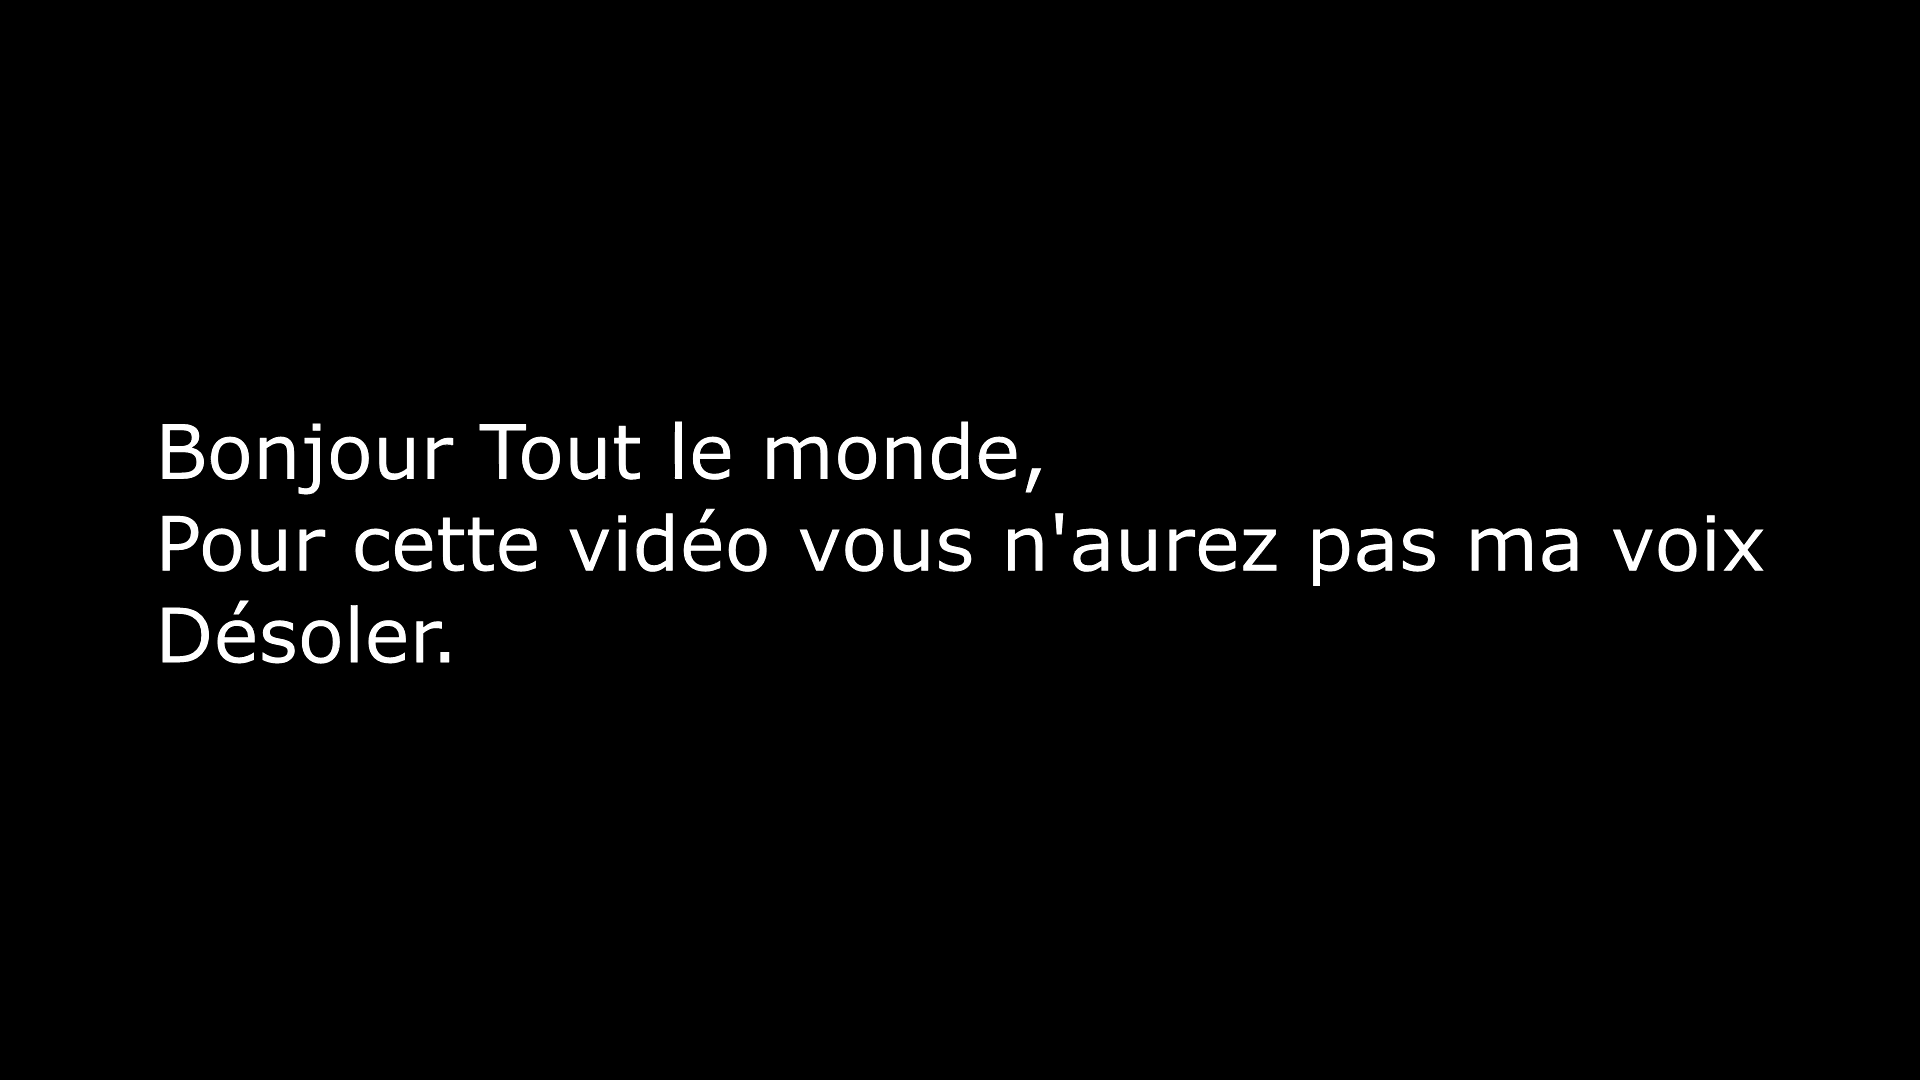 Bonjour Tout le monde,
Pour cette vidéo vous n'aurez pas ma voix
Désoler.